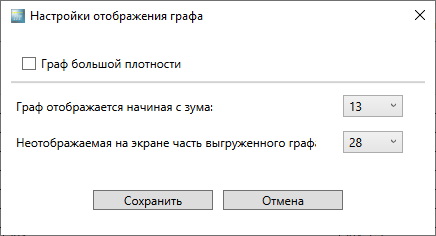 Настройки отображения графа
Граф большой плотности
Граф отображается начиная с зума:
13
Неотображаемая на экране часть выгруженного графа
28
Сохранить
Отмена